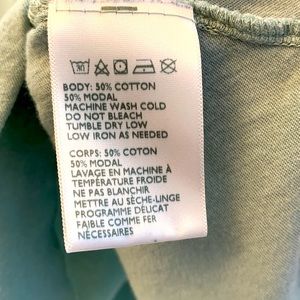 BODY: 50% COTTON
50% MODAL
MACHINE WASH COLD
DO NOT BLEACH
TUMBLE DRY LOW
LOW IRON AS NEEDED
CORPS: 50% COTON
50% MODAL
LAVAGE EN MACHINE À
TEMPÉRATURE FROIDE
NE PAS BLANCHIR
METTRE AU SÈCHE-LINGE
PROGRAMME DÉLICAT
FAIBLE COMME FER
NÉCESSAIRES